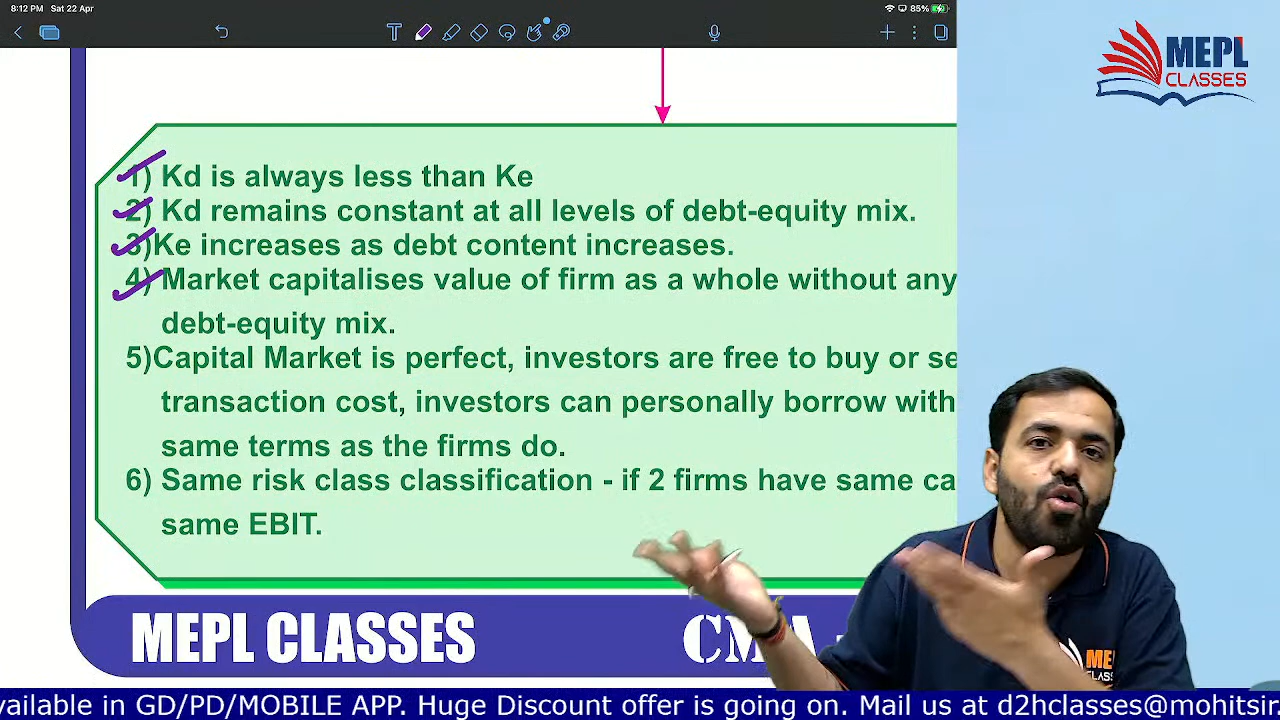 8:12 PM Sat 22 Apr
85%
T
MEPL
CLASSES
1) Kd is always less than Ke
2) Kd remains constant at all levels of debt-equity mix.
3)Ke increases as debt content increases.
4) Market capitalises value of firm as a whole without any
debt-equity mix.
5)Capital Market is perfect, investors are free to buy or se
transaction cost, investors can personally borrow with
same terms as the firms do.
6) Same risk class classification - if 2 firms have same ca
same EBIT.
MEPL CLASSES
vailable in GD/PD/MOBILE APP. Huge Discount offer is going on. Mail us at d2hclasses@mohitsir.